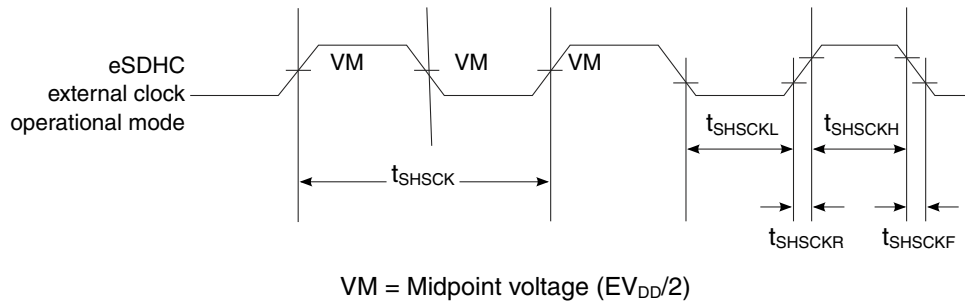 eSDHC
external clock
operational mode
VM VM VM
tSHSCK
tSHSCKL tSHSCKH
tSHSCKR tSHSCKF
VM = Midpoint voltage (EVDD/2)